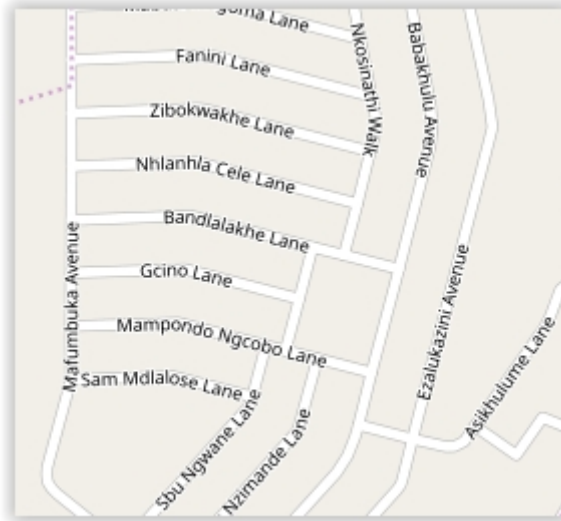 Nkosinathi Walk
Babakhulu Avenue
Fanini Lane
Zibokwakhe Lane
Nhlanhla Cele Lane
Bandlalakhe Lane
Mafumbuka Avenue
Gcino Lane
Ezalukazini Avenue
Mampondo Ngcobo Lane
Asikhulume Lane
Sam Mdlalose Lane
Sbu Ngwane Lane
Nzimande Lane